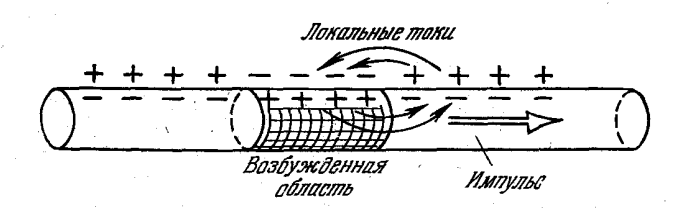 Локальные токи
+ + + + − − − − + + + +
− − − − + + + + − − − −
Возбужденная
область
Импульс